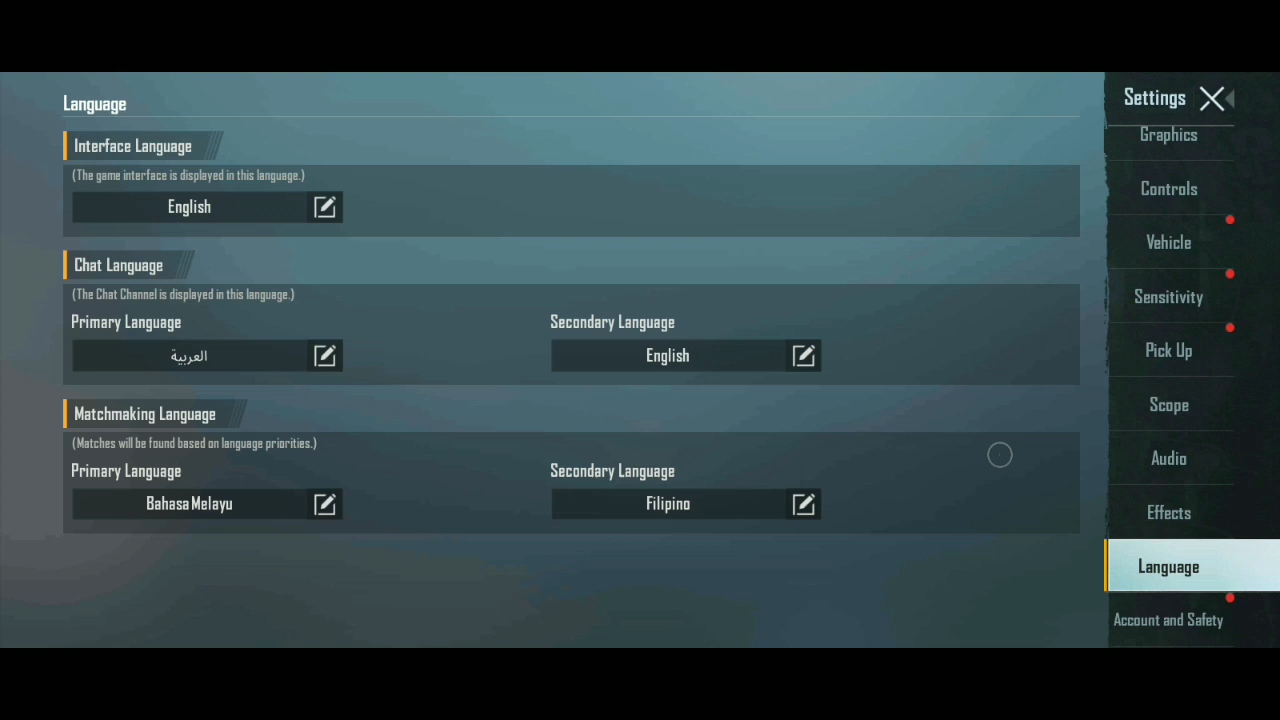 Language
Interface Language
(The game interface is displayed in this language.)
English
Chat Language
(The Chat Channel is displayed in this language.)
Primary Language
Secondary Language
العربية
English
Matchmaking Language
(Matches will be found based on language priorities.)
Primary Language
Secondary Language
Bahasa Melayu
Filipino
Settings
Graphics
Controls
Vehicle
Sensitivity
Pick Up
Scope
Audio
Effects
Language
Account and Safety